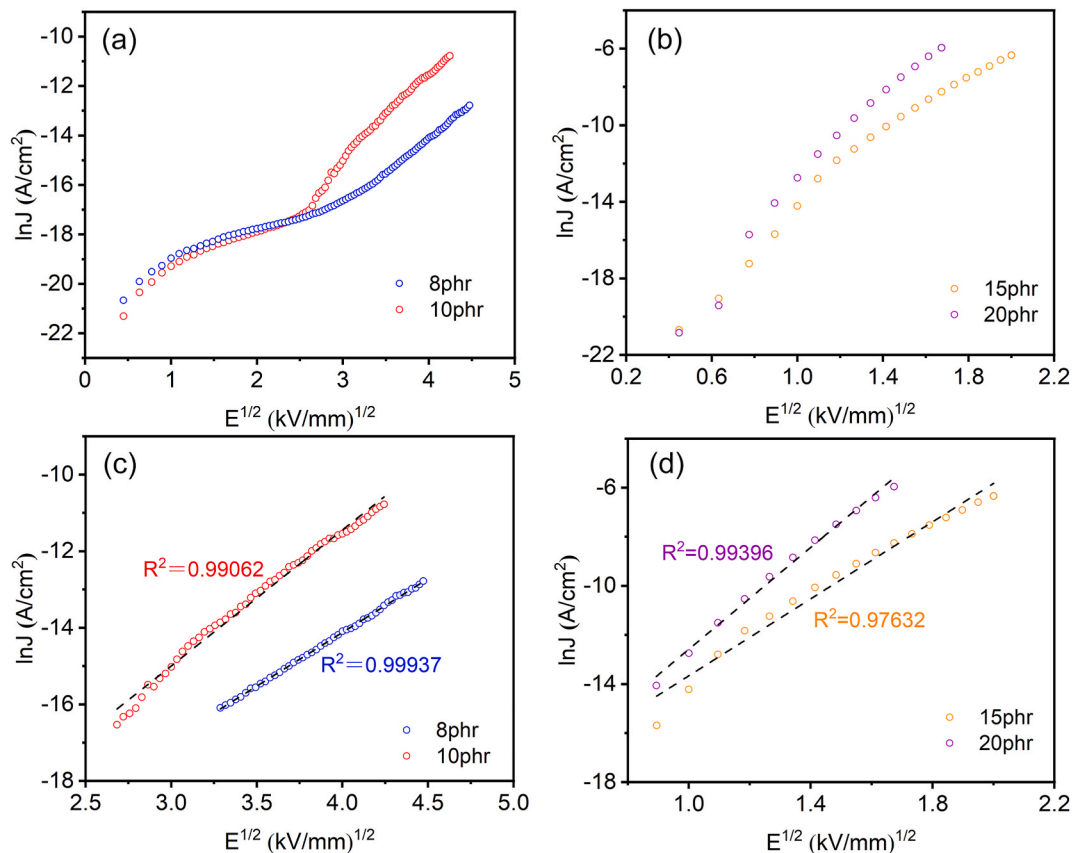 (a)
-10
-12
-14
-16
-18
-20
-22
lnJ (A/cm²)
8phr
10phr
0 1 2 3 4 5
E^1/2 (kV/mm)^1/2
(b)
-6
-10
-14
-18
-22
lnJ (A/cm²)
15phr
20phr
0.2 0.6 1.0 1.4 1.8 2.2
E^1/2 (kV/mm)^1/2
(c)
-10
-12
-14
-16
-18
lnJ (A/cm²)
R²=0.99062
R²=0.99937
8phr
10phr
2.5 3.0 3.5 4.0 4.5 5.0
E^1/2 (kV/mm)^1/2
(d)
-6
-10
-14
-18
lnJ (A/cm²)
R²=0.99396
R²=0.97632
15phr
20phr
1.0 1.4 1.8 2.2
E^1/2 (kV/mm)^1/2